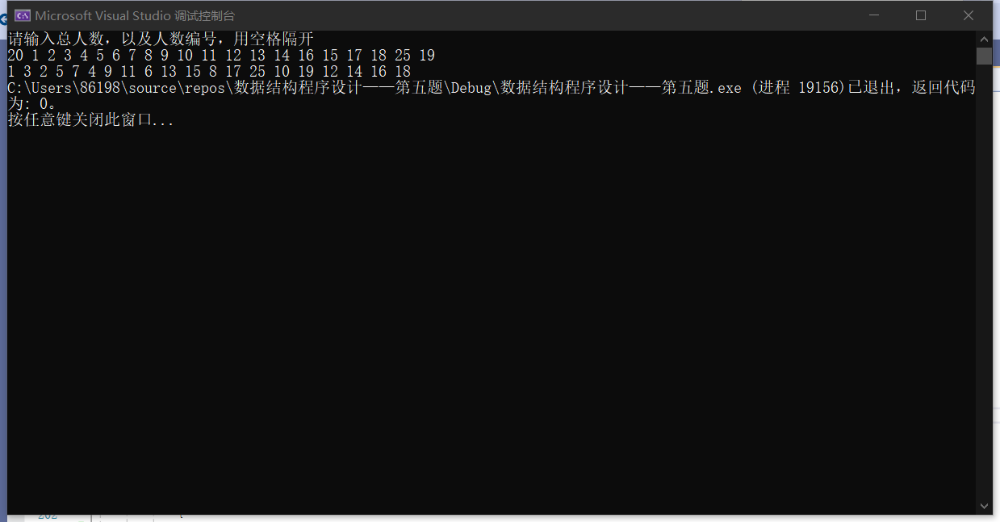 Microsoft Visual Studio 调试控制台
请输入总人数，以及人数编号，用空格隔开
20 1 2 3 4 5 6 7 8 9 10 11 12 13 14 16 15 17 18 25 19
1 3 2 5 7 4 9 11 6 13 15 8 17 25 10 19 12 14 16 18
C:\Users\86198\source\repos\数据结构程序设计——第五题\Debug\数据结构程序设计——第五题.exe (进程 19156)已退出，返回代码
为: 0。
按任意键关闭此窗口...
202